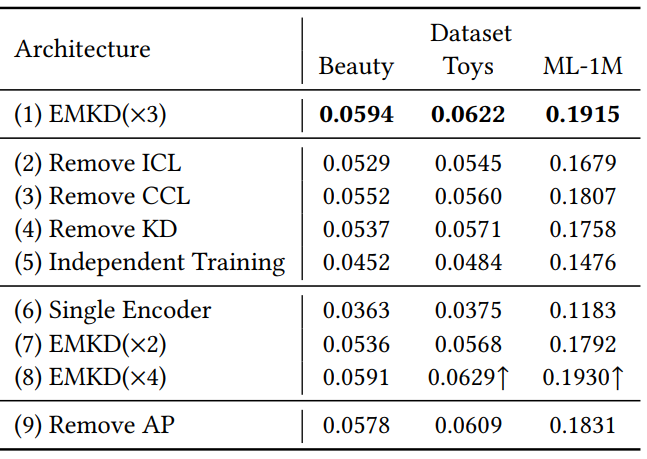 Architecture Dataset
Beauty Toys ML-1M
(1) EMKD(×3) 0.0594 0.0622 0.1915
(2) Remove ICL 0.0529 0.0545 0.1679
(3) Remove CCL 0.0552 0.0560 0.1807
(4) Remove KD 0.0537 0.0571 0.1758
(5) Independent Training 0.0452 0.0484 0.1476
(6) Single Encoder 0.0363 0.0375 0.1183
(7) EMKD(×2) 0.0536 0.0568 0.1792
(8) EMKD(×4) 0.0591 0.0629↑ 0.1930↑
(9) Remove AP 0.0578 0.0609 0.1831